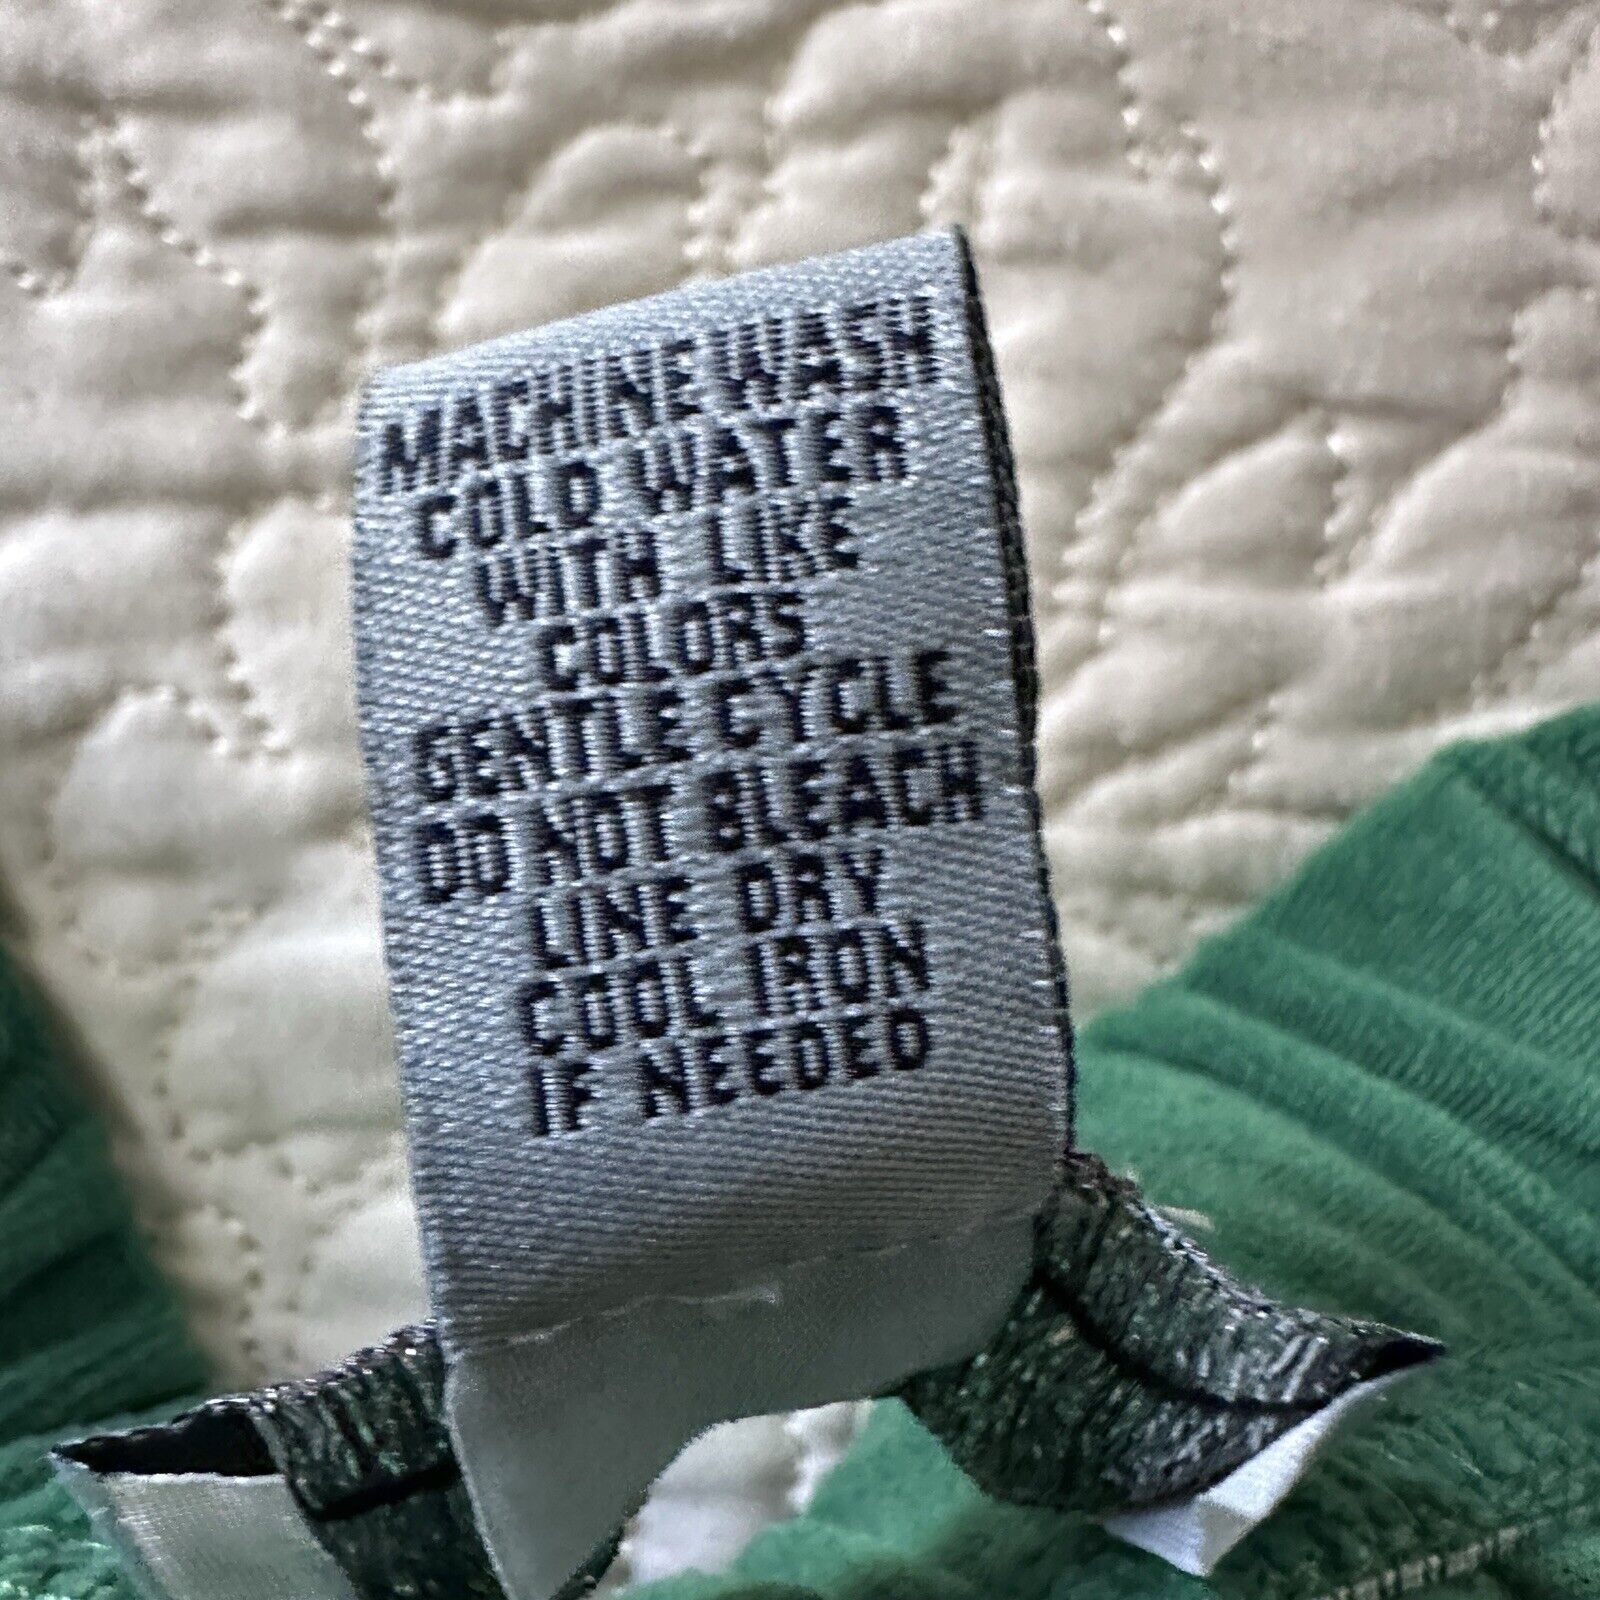 MACHINE WASH
COLD WATER
WITH LIKE
COLORS
GENTLE CYCLE
DO NOT BLEACH
LINE DRY
COOL IRON
IF NEEDED